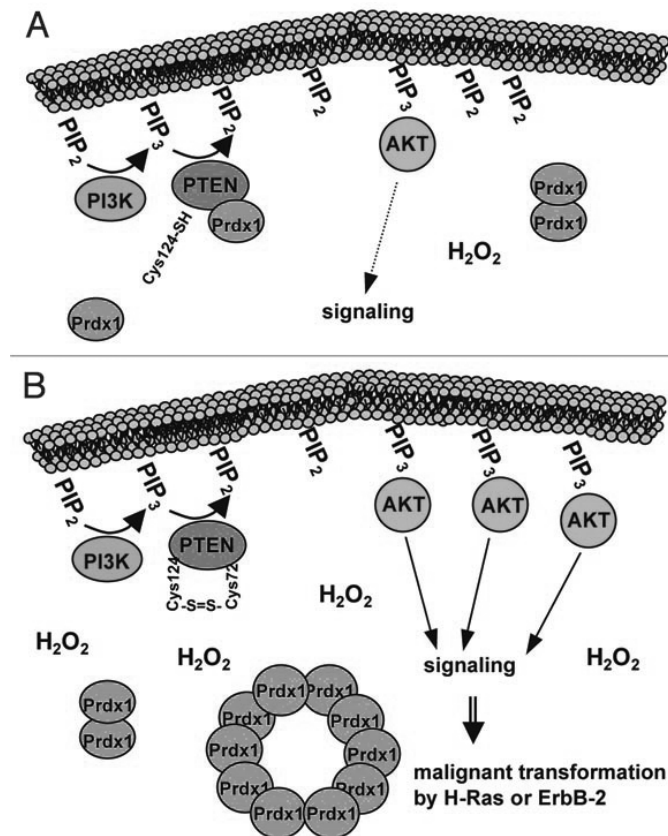 A
PIP2
PIP3
PIP2
PIP2
PIP3
PIP2
PIP2
PI3K
PTEN
Prdx1
Cys124-SH
AKT
Prdx1
Prdx1
H2O2
signaling
Prdx1
B
PIP2
PIP3
PIP2
PIP2
PIP3
PIP3
PIP3
PI3K
PTEN
Cys124
-S=S-
Cys72
AKT
AKT
AKT
H2O2
H2O2
H2O2
H2O2
signaling
Prdx1
Prdx1
Prdx1
Prdx1
Prdx1
Prdx1
Prdx1
Prdx1
Prdx1
Prdx1
Prdx1
Prdx1
malignant transformation
by H-Ras or ErbB-2